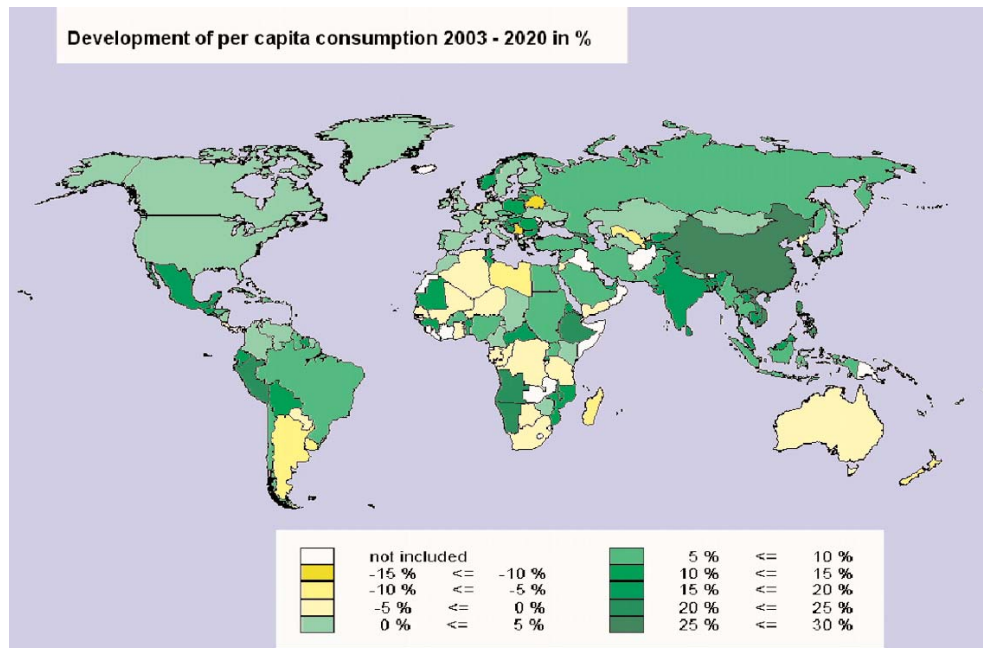 Development of per capita consumption 2003 - 2020 in %
not included
-15 % <= -10%
-10 % <= -5%
-5% <= 0%
0 % <= 5%
5 % <= 10 %
10 % <= 15 %
15 % <= 20 %
20 % <= 25 %
25 % <= 30 %